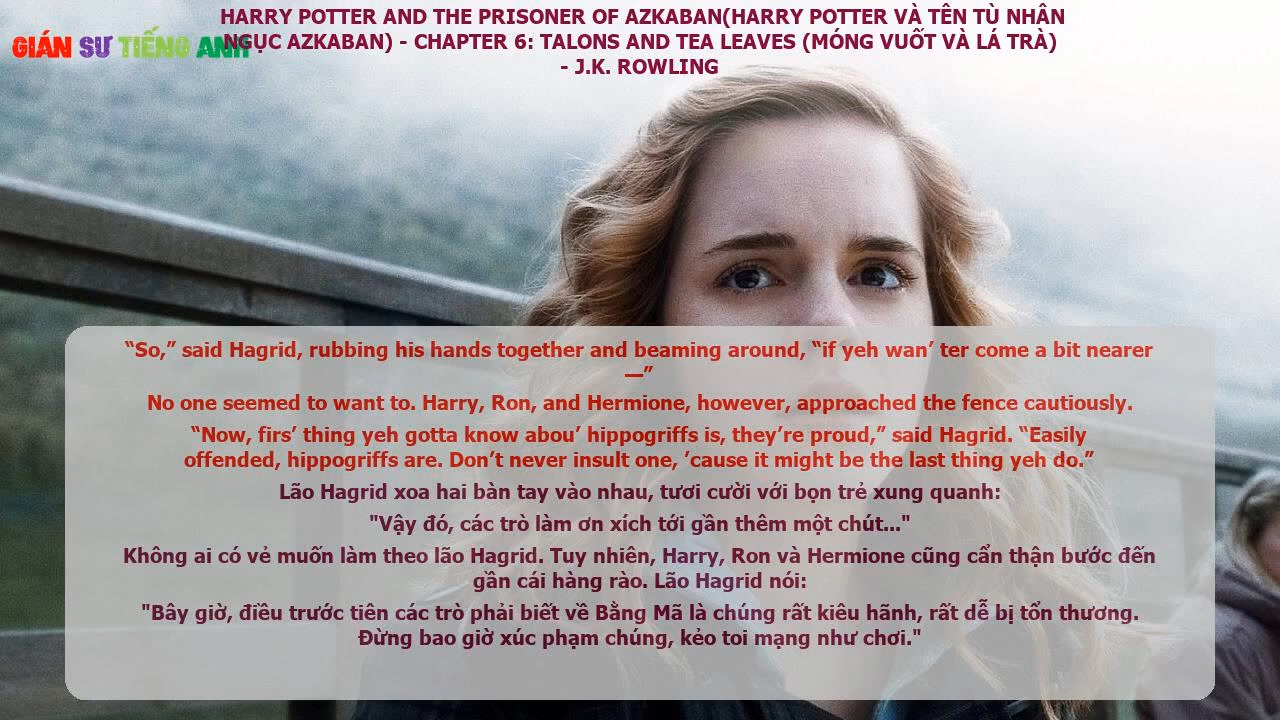 HARRY POTTER AND THE PRISONER OF AZKABAN(HARRY POTTER VÀ TÊN TÙ NHÂN
GIÁN SƯ TIẾNG ANH
NGỤC AZKABAN) - CHAPTER 6: TALONS AND TEA LEAVES (MÓNG VUỐT VÀ LÁ TRÀ)
- J.K. ROWLING
“So,” said Hagrid, rubbing his hands together and beaming around, “if yeh wan’ ter come a bit nearer
—”
No one seemed to want to. Harry, Ron, and Hermione, however, approached the fence cautiously.
“Now, firs’ thing yeh gotta know abou’ hippogriffs is, they’re proud,” said Hagrid. “Easily
offended, hippogriffs are. Don’t never insult one, ’cause it might be the last thing yeh do.”
Lão Hagrid xoa hai bàn tay vào nhau, tươi cười với bọn trẻ xung quanh:
"Vậy đó, các trò làm ơn xích tới gần thêm một chút..."
Không ai có vẻ muốn làm theo lão Hagrid. Tuy nhiên, Harry, Ron và Hermione cũng cẩn thận bước đến
gần cái hàng rào. Lão Hagrid nói:
"Bây giờ, điều trước tiên các trò phải biết về Bằng Mã là chúng rất kiêu hãnh, rất dễ bị tổn thương.
Đừng bao giờ xúc phạm chúng, kẻo toi mạng như chơi."